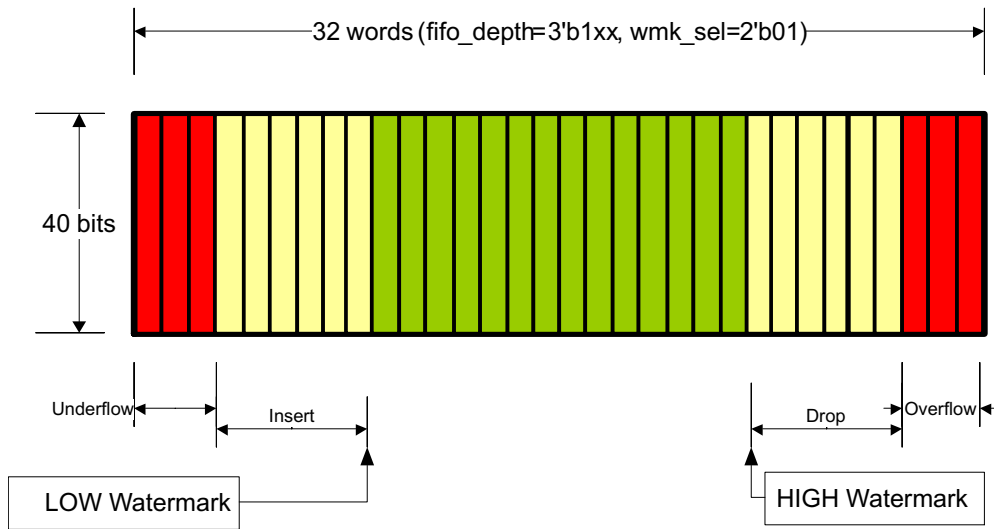 32 words (fifo_depth=3'b1xx, wmk_sel=2'b01)
40 bits
Underflow
Insert
Drop
Overflow
LOW Watermark
HIGH Watermark